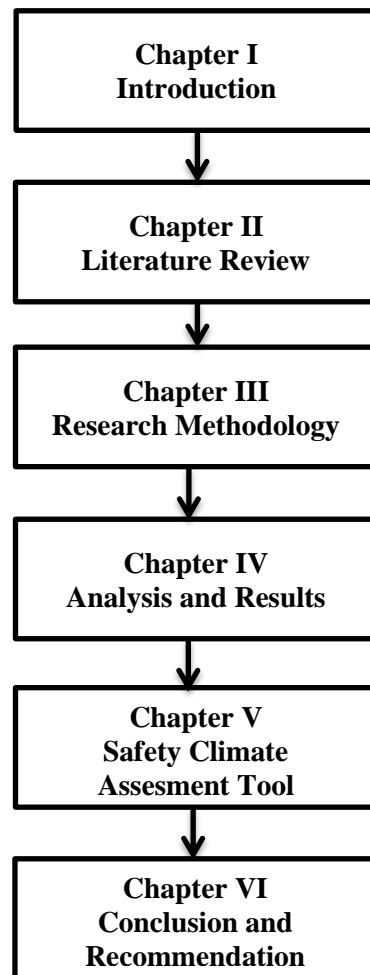 Chapter I
Introduction
Chapter II
Literature Review
Chapter III
Research Methodology
Chapter IV
Analysis and Results
Chapter V
Safety Climate
Assesment Tool
Chapter VI
Conclusion and
Recommendation